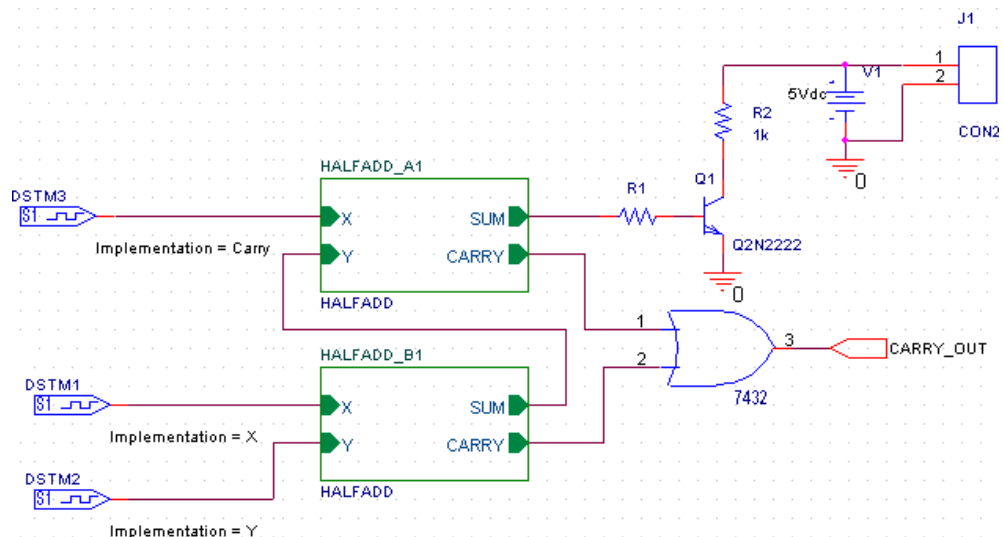 J1
1
V1
2
5Vdc
R2
1k
CON2
HALFADD_A1
0
DSTM3
S1
X
SUM
R1
Q1
Implementation = Carry
Y
CARRY
Q2N2222
HALFADD
0
1
HALFADD_B1
3
CARRY_OUT
2
DSTM1
S1
X
SUM
7432
Implementation = X
Y
CARRY
DSTM2
S1
HALFADD
Implementation = Y